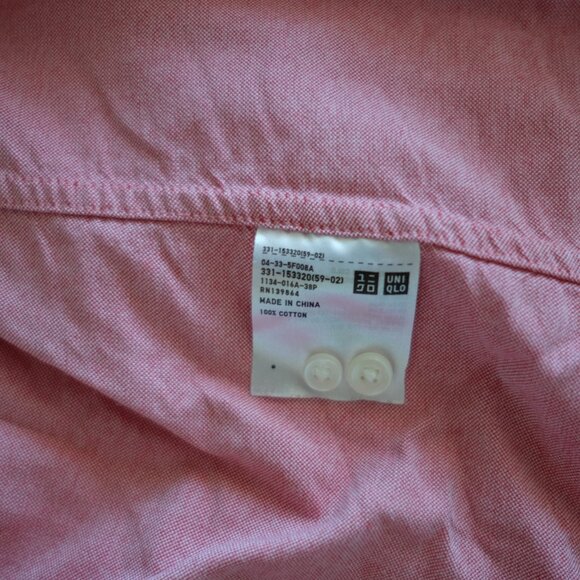 331-153320(59-02)
04-33-5F008A
331-153320(59-02)
1134-016A-38P
RN139864
MADE IN CHINA
100% COTTON
ユニ
クロ
UNI
QLO